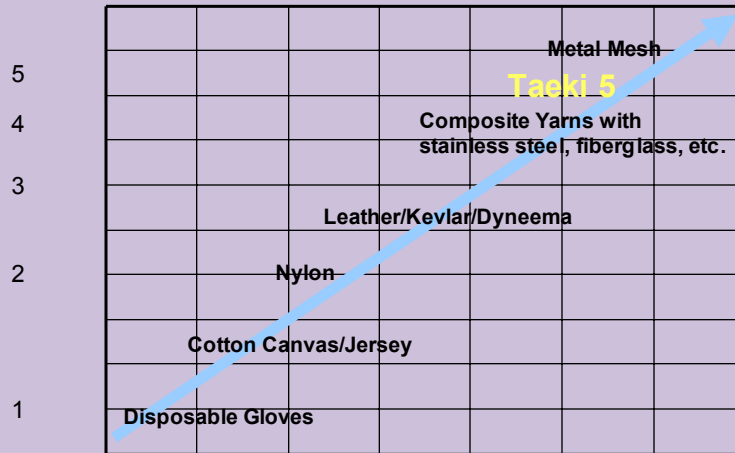 Metal Mesh
5
Taeki 5
4
Composite Yarns with
stainless steel, fiberglass, etc.
3
Leather/Kevlar/Dyneema
2
Nylon
Cotton Canvas/Jersey
1
Disposable Gloves